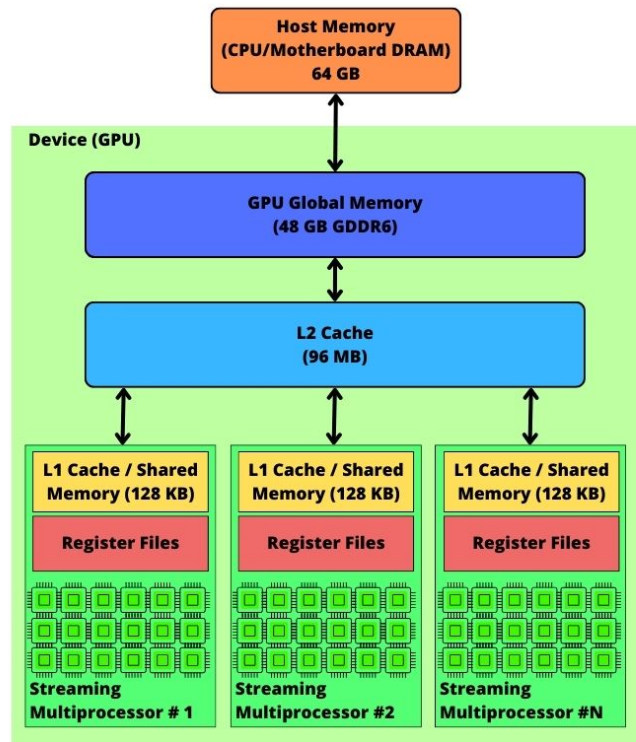 Host Memory
(CPU/Motherboard DRAM)
64 GB
Device (GPU)
GPU Global Memory
(48 GB GDDR6)
L2 Cache
(96 MB)
L1 Cache / Shared
Memory (128 KB)
Register Files
Streaming
Multiprocessor # 1
L1 Cache / Shared
Memory (128 KB)
Register Files
Streaming
Multiprocessor #2
L1 Cache / Shared
Memory (128 KB)
Register Files
Streaming
Multiprocessor #N